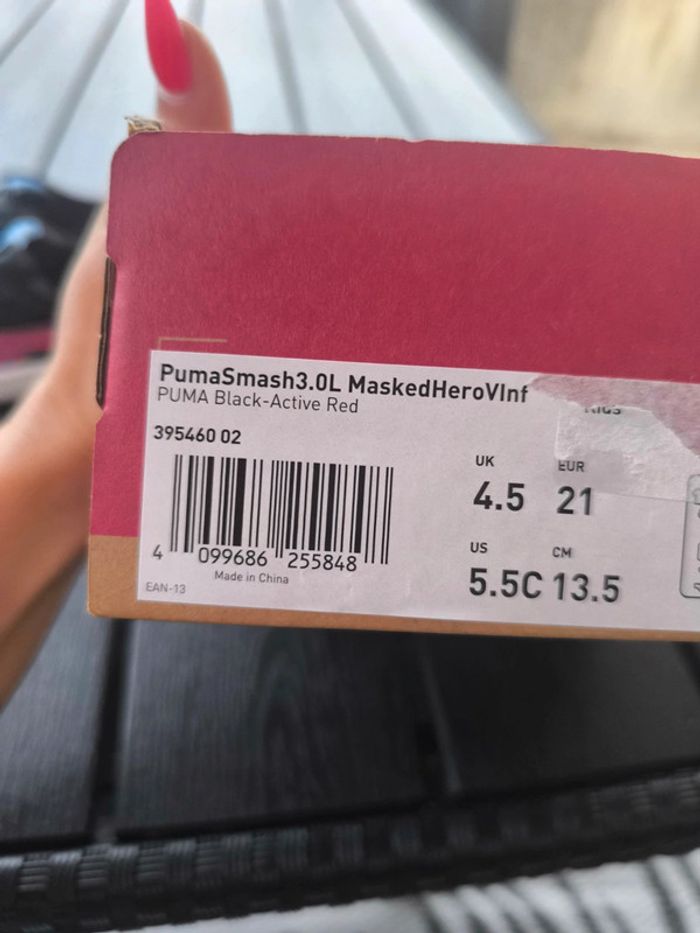 PumaSmash3.0L MaskedHeroVInf
PUMA Black-Active Red
395460 02
UK
EUR
4.5
21
US
CM
5.5C
13.5
4 099686 255848
Made in China
EAN-13